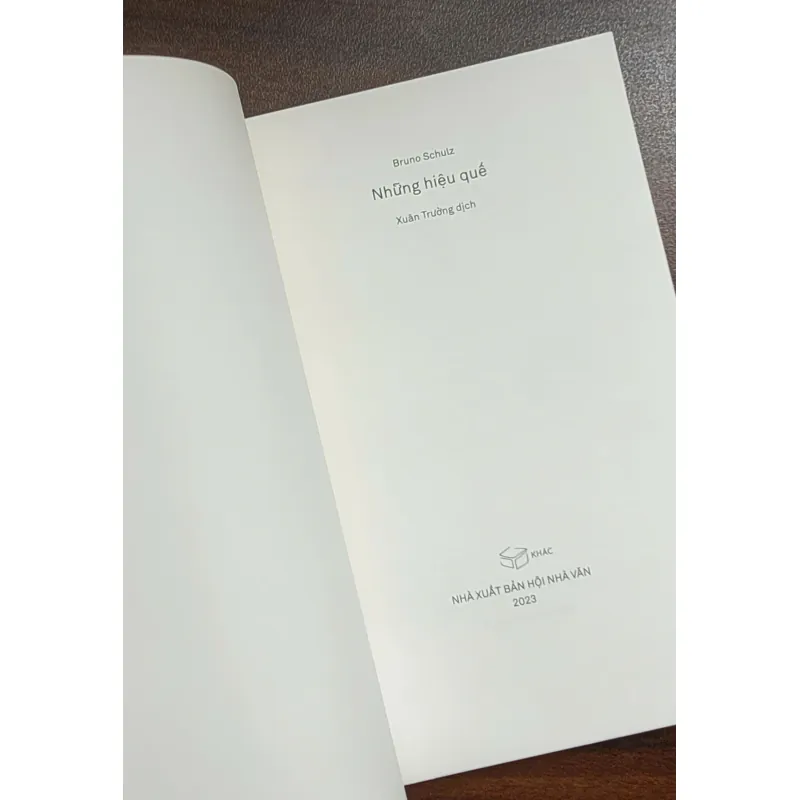 Bruno Schulz
Những hiệu quế
Xuân Trường dịch
KHAC
NHÀ XUẤT BẢN HỘI NHÀ VĂN
2023